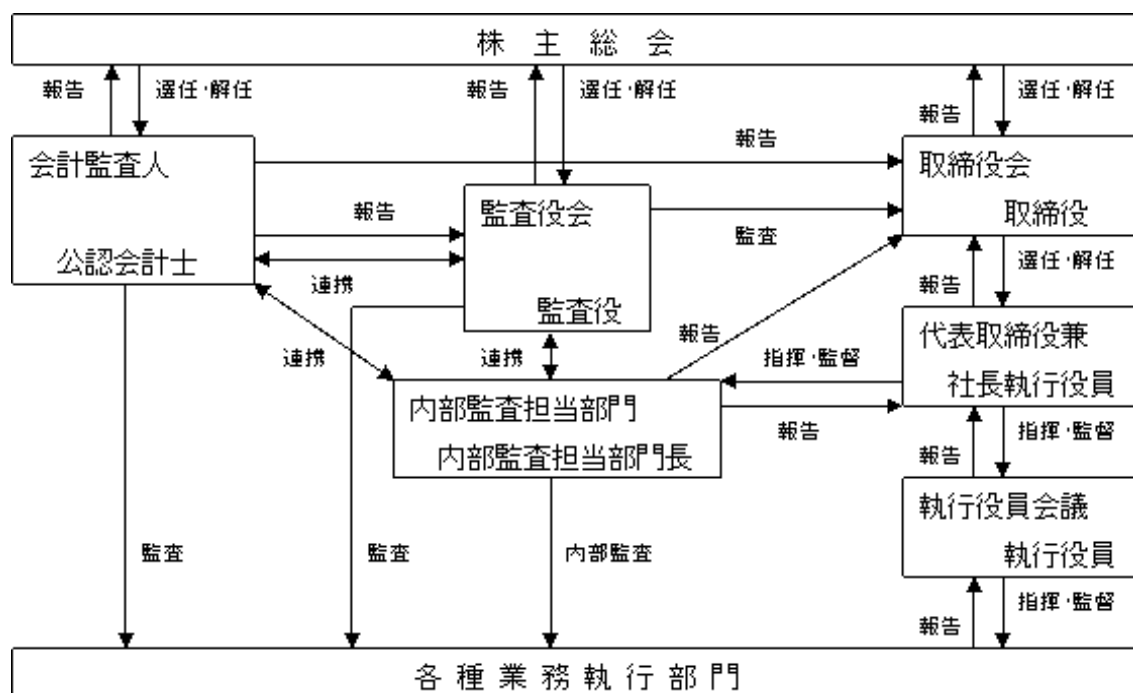 株主総会
報告
選任・解任
報告
選任・解任
報告
選任・解任
会計監査人
公認会計士
報告
取締役会
取締役
報告
監査役会
監査役
監査
連携
報告
選任・解任
連携
連携
報告
指揮・監督
代表取締役兼
社長執行役員
内部監査担当部門
内部監査担当部門長
報告
報告
指揮・監督
執行役員会議
執行役員
監査
監査
内部監査
報告
指揮・監督
各種業務執行部門